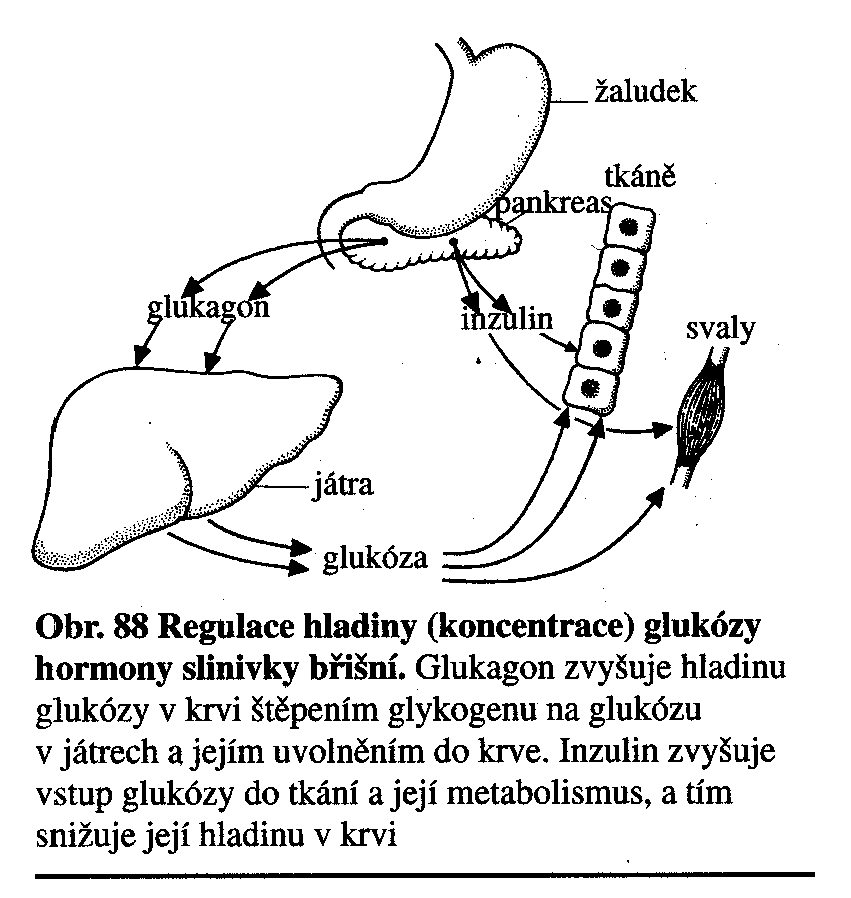 žaludek
tkáně
pankreas
glukagon
inzulin
svaly
játra
glukóza
Obr. 88 Regulace hladiny (koncentrace) glukózy
hormony slinivky břišní. Glukagon zvyšuje hladinu
glukózy v krvi štěpením glykogenu na glukózu
v játrech a jejím uvolněním do krve. Inzulin zvyšuje
vstup glukózy do tkání a její metabolismus, a tím
snižuje její hladinu v krvi